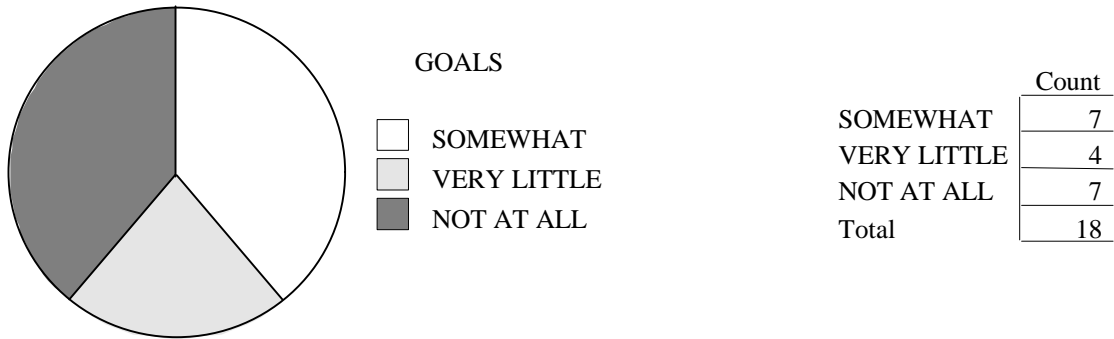 GOALS
SOMEWHAT
VERY LITTLE
NOT AT ALL
Count
SOMEWHAT 7
VERY LITTLE 4
NOT AT ALL 7
Total 18